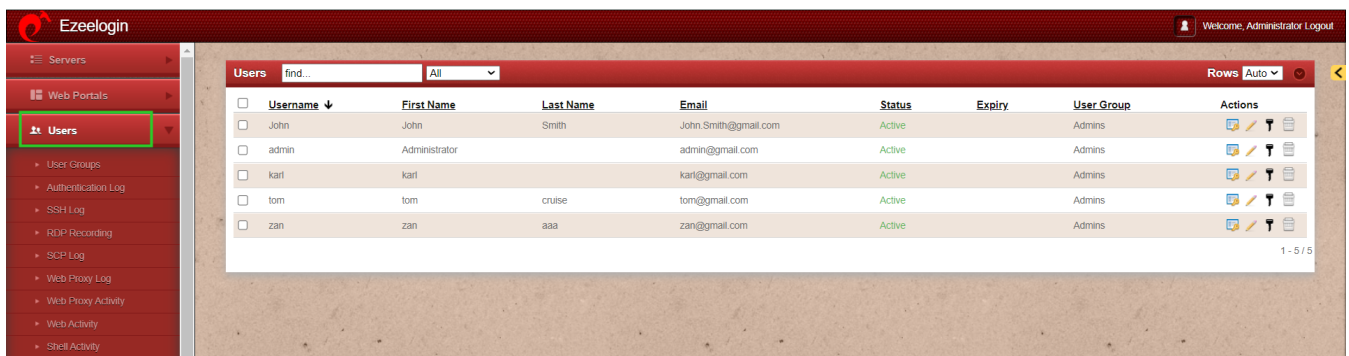 Ezeelogin
Welcome, Administrator Logout
Servers
Web Portals
Users
User Groups
Authentication Log
SSH Log
RDP Recording
SCP Log
Web Proxy Log
Web Proxy Activity
Web Activity
Shell Activity
Users find... All Rows Auto
Username First Name Last Name Email Status Expiry User Group Actions
John John Smith John.Smith@gmail.com Active Admins
admin Administrator admin@gmail.com Active Admins
karl karl karl@gmail.com Active Admins
tom tom cruise tom@gmail.com Active Admins
zan zan aaa zan@gmail.com Active Admins
1 - 5 / 5